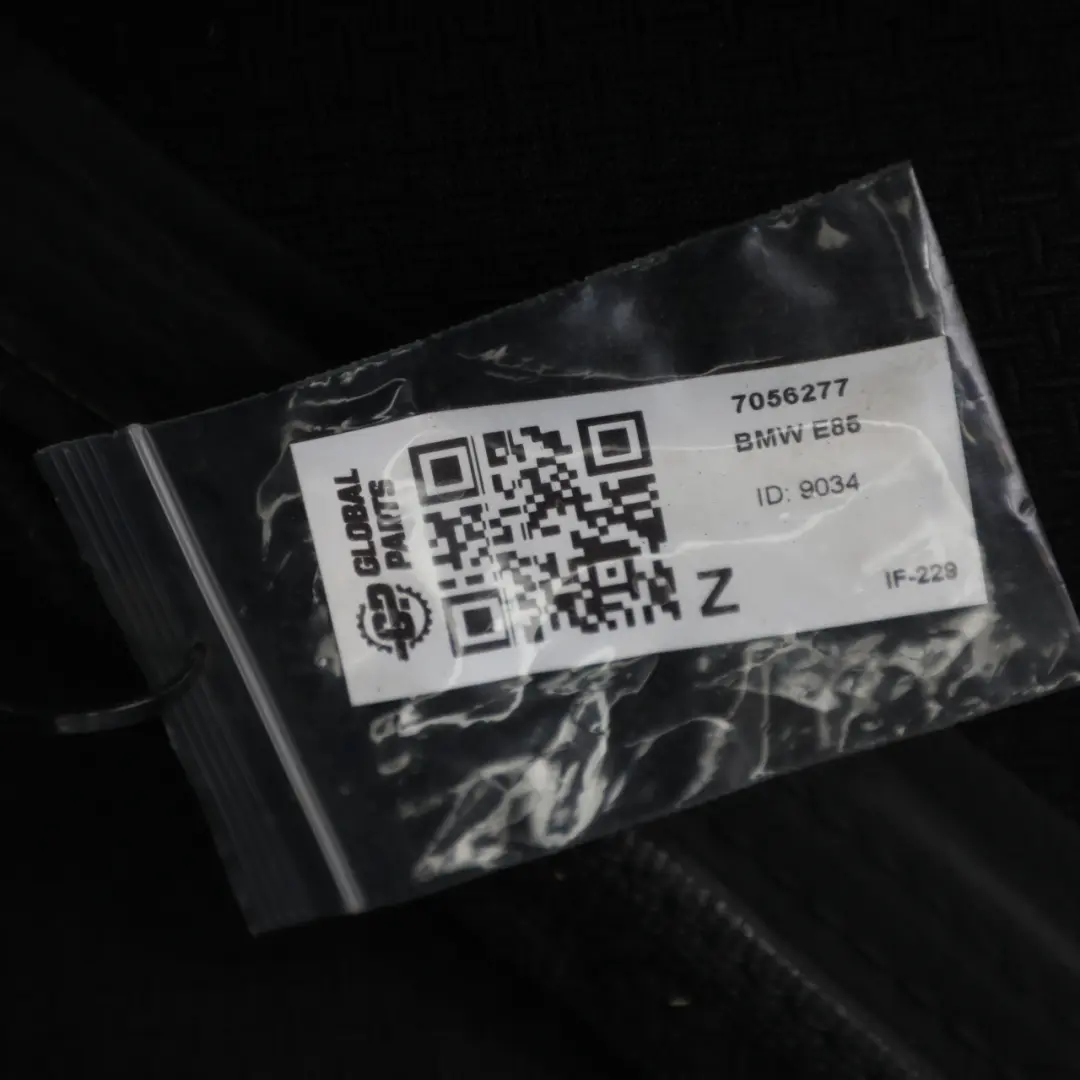 GLOBAL
PARTS
7056277
BMW E85
ID: 9034
Z
IF-229